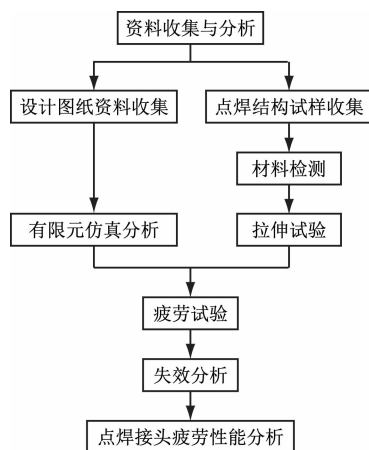 资料收集与分析
设计图纸资料收集
点焊结构试样收集
材料检测
有限元仿真分析
拉伸试验
疲劳试验
失效分析
点焊接头疲劳性能分析